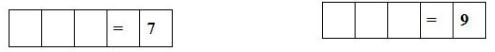 = 7
= 9